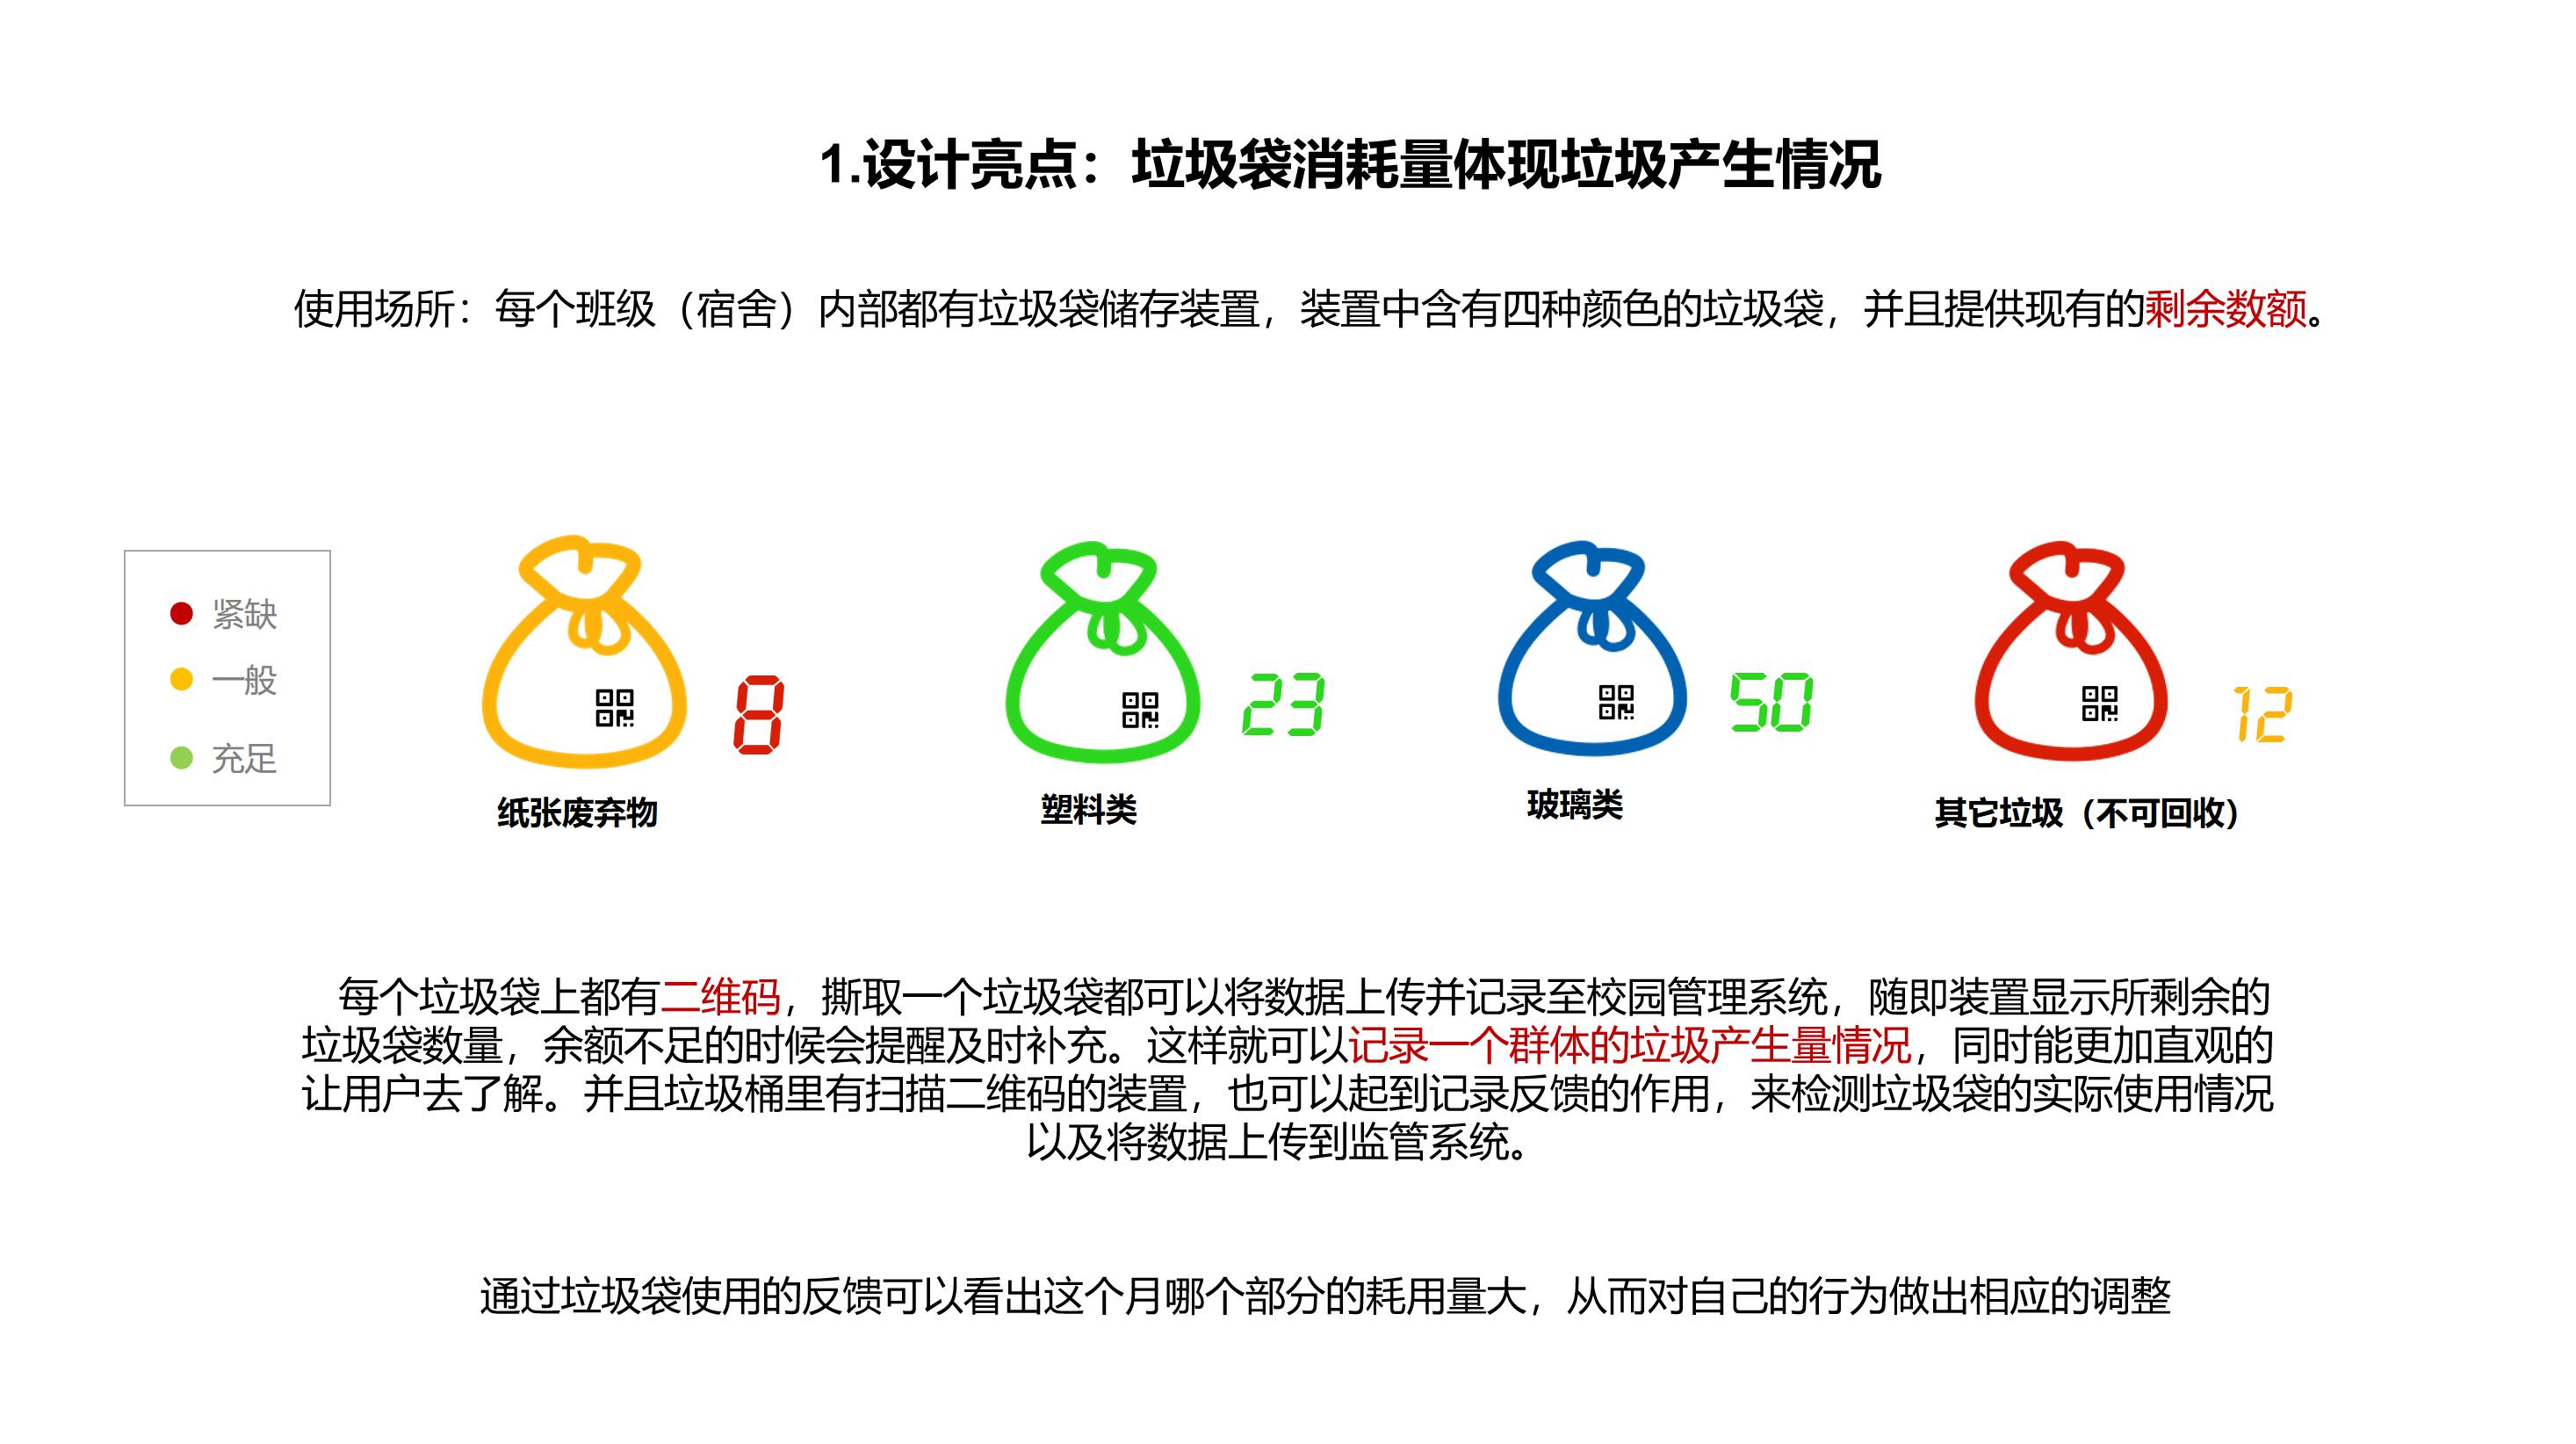 1.设计亮点：垃圾袋消耗量体现垃圾产生情况
使用场所：每个班级（宿舍）内部都有垃圾袋储存装置，装置中含有四种颜色的垃圾袋，并且提供现有的剩余数额。
紧缺
一般
充足
8
23
50
12
纸张废弃物
塑料类
玻璃类
其它垃圾（不可回收）
每个垃圾袋上都有二维码，撕取一个垃圾袋都可以将数据上传并记录至校园管理系统，随即装置显示所剩余的
垃圾袋数量，余额不足的时候会提醒及时补充。这样就可以记录一个群体的垃圾产生量情况，同时能更加直观的
让用户去了解。并且垃圾桶里有扫描二维码的装置，也可以起到记录反馈的作用，来检测垃圾袋的实际使用情况
以及将数据上传到监管系统。
通过垃圾袋使用的反馈可以看出这个月哪个部分的耗用量大，从而对自己的行为做出相应的调整